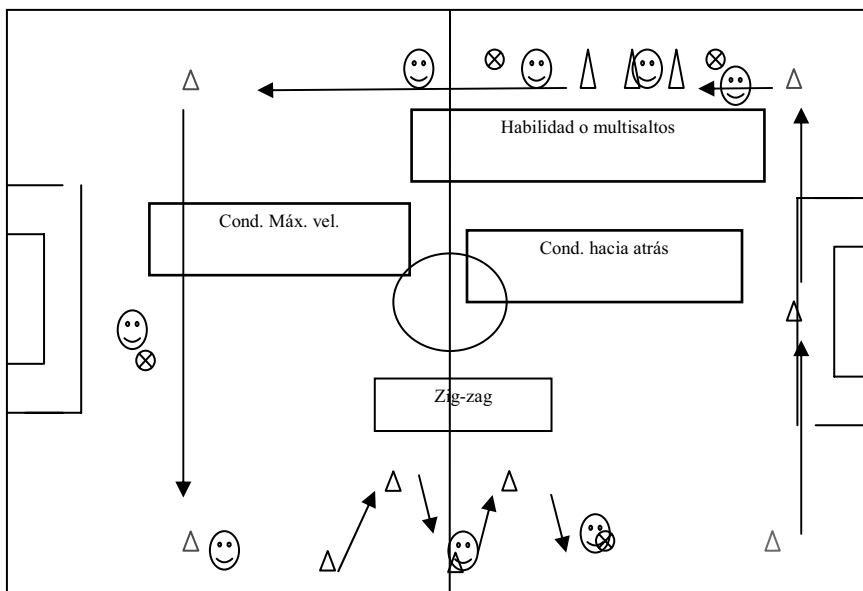 Habilidad o multisaltos
Cond. Máx. vel.
Cond. hacia atrás
Zig-zag